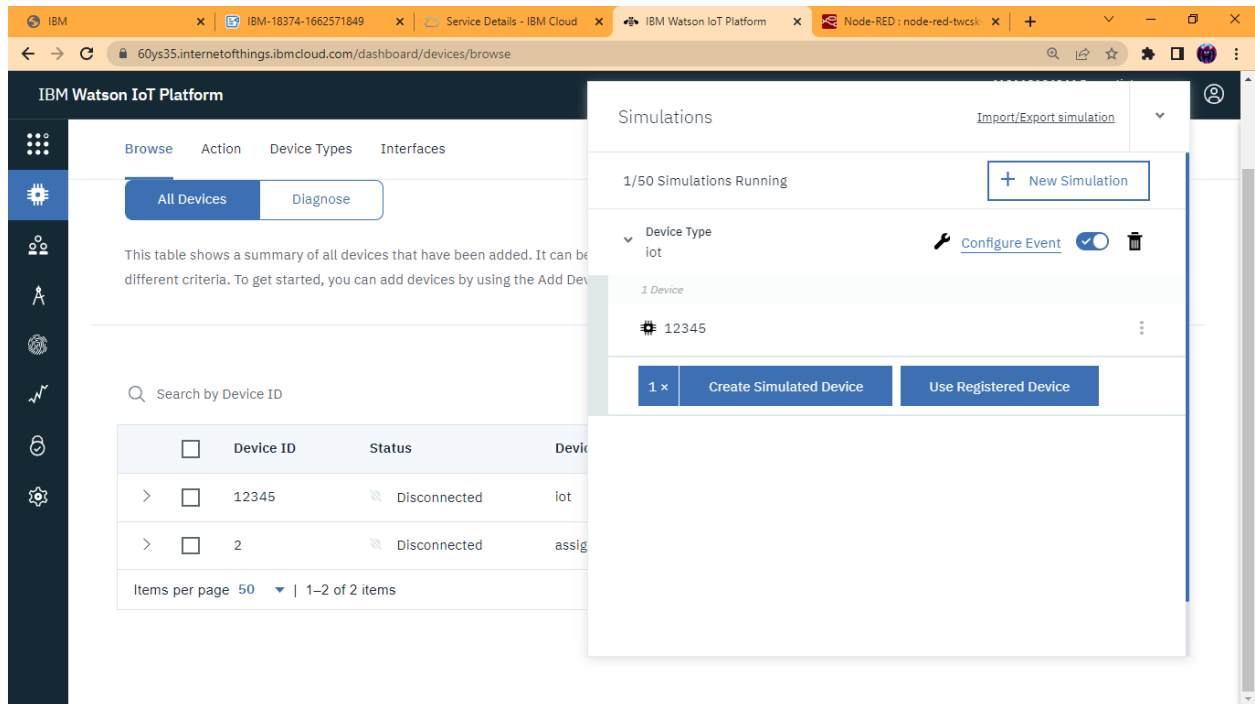 IBM
IBM-18374-1662571849
Service Details - IBM Cloud
IBM Watson IoT Platform
Node-RED : node-red-twcsk-
60ys35.internetofthings.ibmcloud.com/dashboard/devices/browse
IBM Watson IoT Platform
Browse Action Device Types Interfaces
All Devices Diagnose
This table shows a summary of all devices that have been added. It can be
different criteria. To get started, you can add devices by using the Add Dev
Search by Device ID
Device ID Status Devic
12345 Disconnected iot
2 Disconnected assig
Items per page 50 | 1–2 of 2 items
Simulations Import/Export simulation
1/50 Simulations Running + New Simulation
Device Type
iot
Configure Event
1 Device
12345
1 × Create Simulated Device Use Registered Device